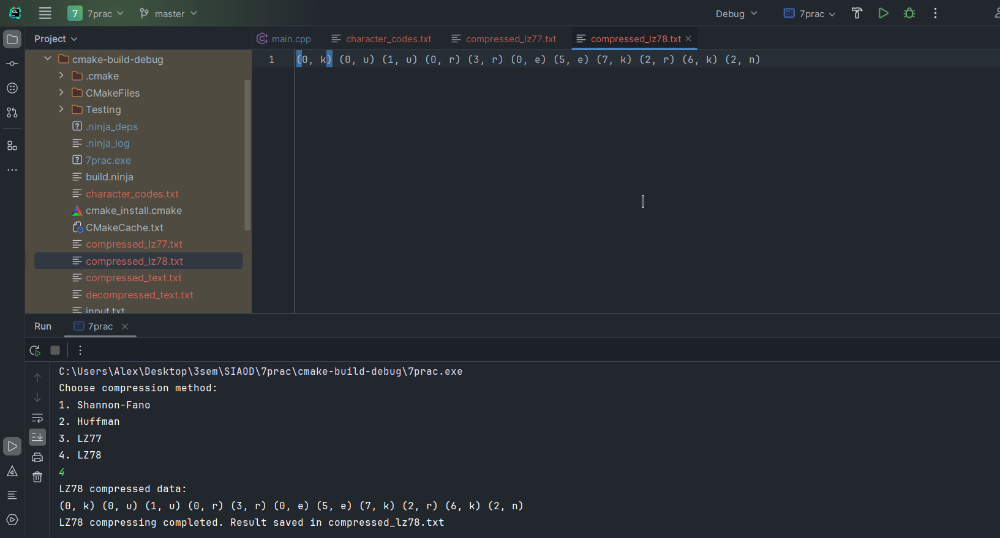 7 7prac master Debug 7prac
Project
main.cpp character_codes.txt compressed_lz77.txt compressed_lz78.txt
1 (0, k) (0, u) (1, u) (0, r) (3, r) (0, e) (5, e) (7, k) (2, r) (6, k) (2, n)
cmake-build-debug
.cmake
CMakeFiles
Testing
.ninja_deps
.ninja_log
7prac.exe
build.ninja
character_codes.txt
cmake_install.cmake
CMakeCache.txt
compressed_lz77.txt
compressed_lz78.txt
compressed_text.txt
decompressed_text.txt
input.txt
Run 7prac
C:\Users\Alex\Desktop\3sem\SIAOD\7prac\cmake-build-debug\7prac.exe
Choose compression method:
1. Shannon-Fano
2. Huffman
3. LZ77
4. LZ78
4
LZ78 compressed data:
(0, k) (0, u) (1, u) (0, r) (3, r) (0, e) (5, e) (7, k) (2, r) (6, k) (2, n)
LZ78 compressing completed. Result saved in compressed_lz78.txt